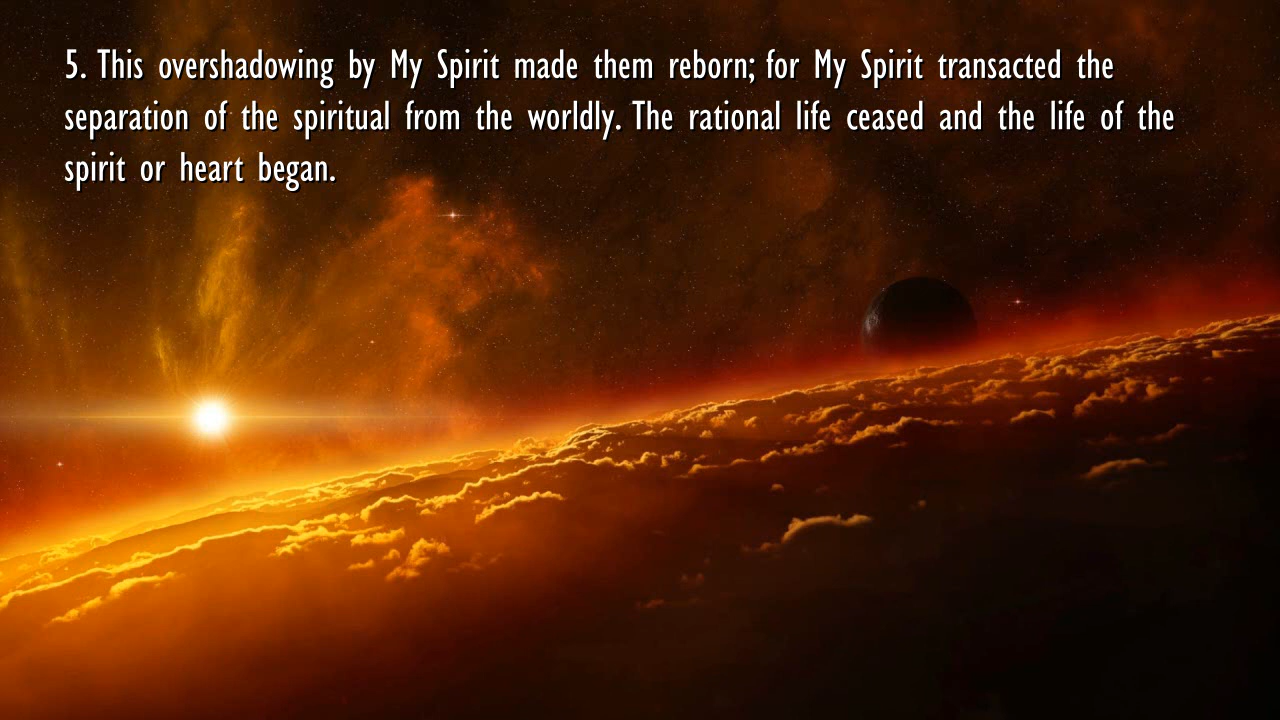 5. This overshadowing by My Spirit made them reborn; for My Spirit transacted the
separation of the spiritual from the worldly. The rational life ceased and the life of the
spirit or heart began.